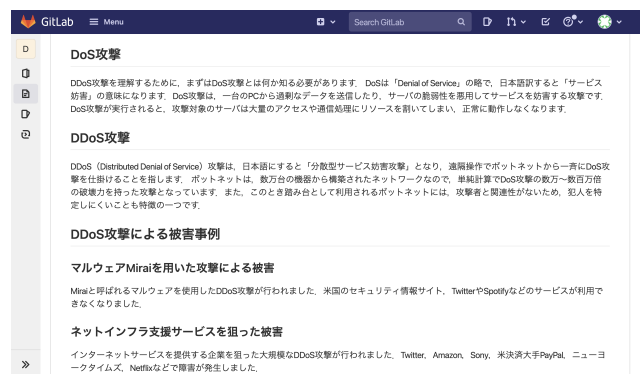 GitLab Menu Search GitLab
D
DoS攻撃
DDoS攻撃を理解するために、まずはDoS攻撃とは何か知る必要があります. DoSは「Denial of Service」の略で、日本語訳すると「サービス
妨害」の意味になります. DoS攻撃は、一台のPCから過剰なデータを送信したり、サーバの脆弱性を悪用してサービスを妨害する攻撃です.
DoS攻撃が実行されると、攻撃対象のサーバは大量のアクセスや通信処理にリソースを割いてしまい、正常に動作しなくなります.
DDoS攻撃
DDoS（Distributed Denial of Service）攻撃は、日本語にすると「分散型サービス妨害攻撃」となり、遠隔操作でボットネットから一斉にDoS攻
撃を仕掛けることを指します. ボットネットは、数万台の機器から構築されたネットワークなので、単純計算でDoS攻撃の数万〜数百万倍
の破壊力を持った攻撃となっています. また、このとき踏み台として利用されるボットネットには、攻撃者と関連性がないため、犯人を特
定しにくいことも特徴の一つです.
DDoS攻撃による被害事例
マルウェアMiraiを用いた攻撃による被害
Miraiと呼ばれるマルウェアを使用したDDoS攻撃が行われました. 米国のセキュリティ情報サイト、TwitterやSpotifyなどのサービスが利用で
きなくなりました.
ネットインフラ支援サービスを狙った被害
インターネットサービスを提供する企業を狙った大規模なDDoS攻撃が行われました. Twitter、Amazon、Sony、米決済大手PayPal、ニューヨ
ークタイムズ、Netflixなどで障害が発生しました.